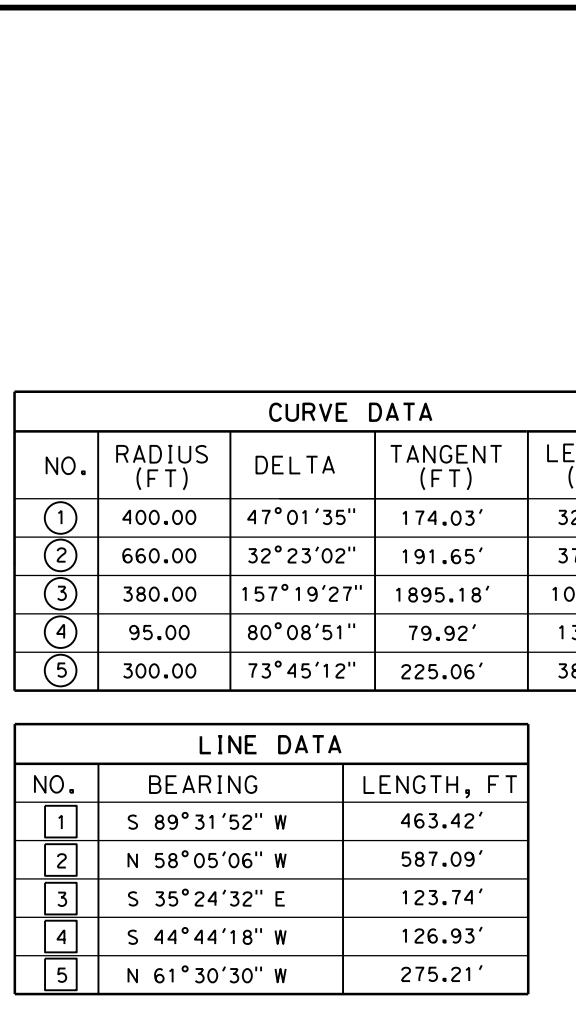 CURVE DATA
NO. RADIUS (FT) DELTA TANGENT (FT)
1 400.00 47°01'35" 174.03'
2 660.00 32°23'02" 191.65'
3 380.00 157°19'27" 1895.18'
4 95.00 80°08'51" 79.92'
5 300.00 73°45'12" 225.06'
LINE DATA
NO. BEARING LENGTH, FT
1 S 89°31'52" W 463.42'
2 N 58°05'06" W 587.09'
3 S 35°24'32" E 123.74'
4 S 44°44'18" W 126.93'
5 N 61°30'30" W 275.21'